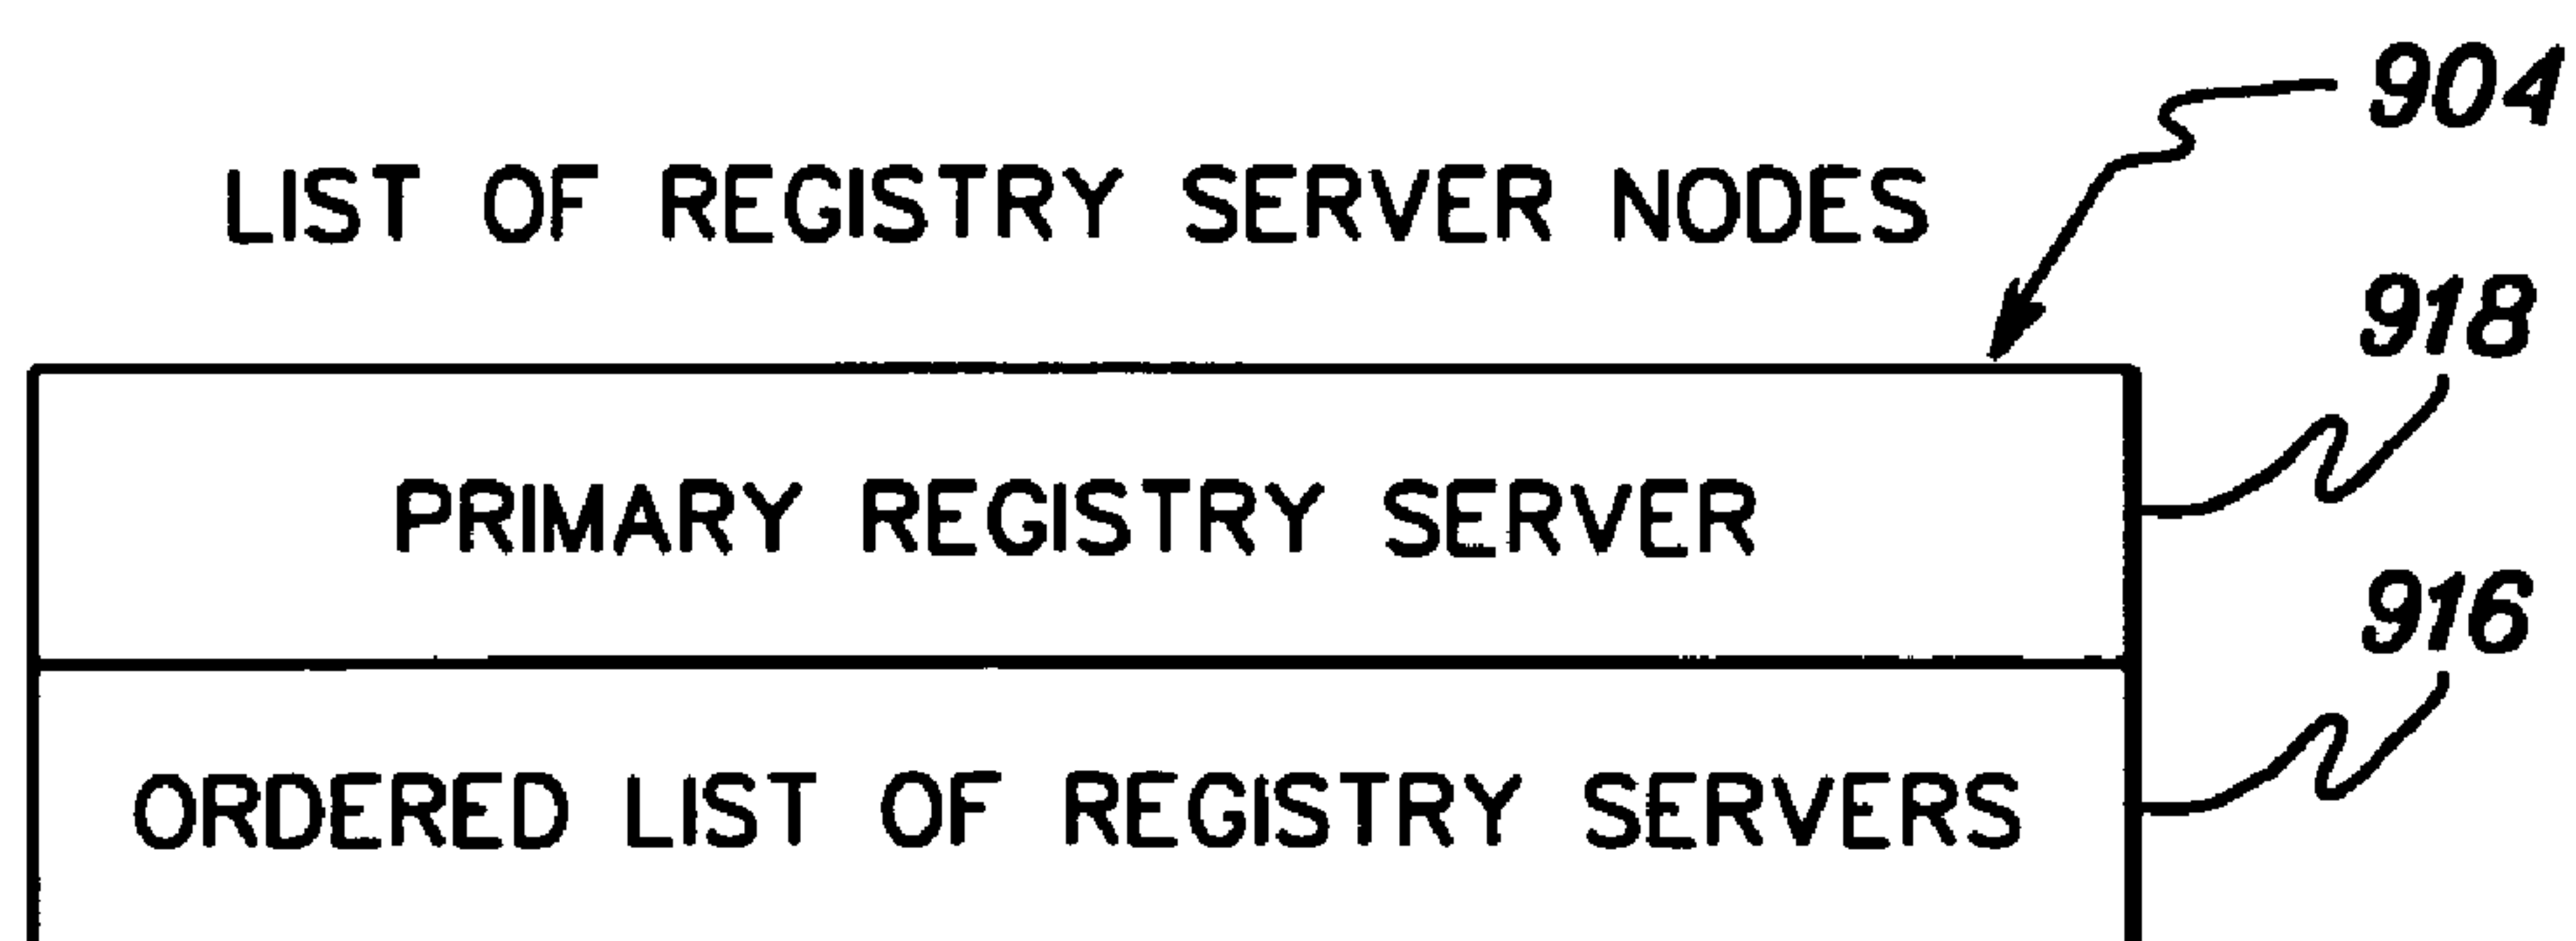 904
LIST OF REGISTRY SERVER NODES
918
PRIMARY REGISTRY SERVER
916
ORDERED LIST OF REGISTRY SERVERS